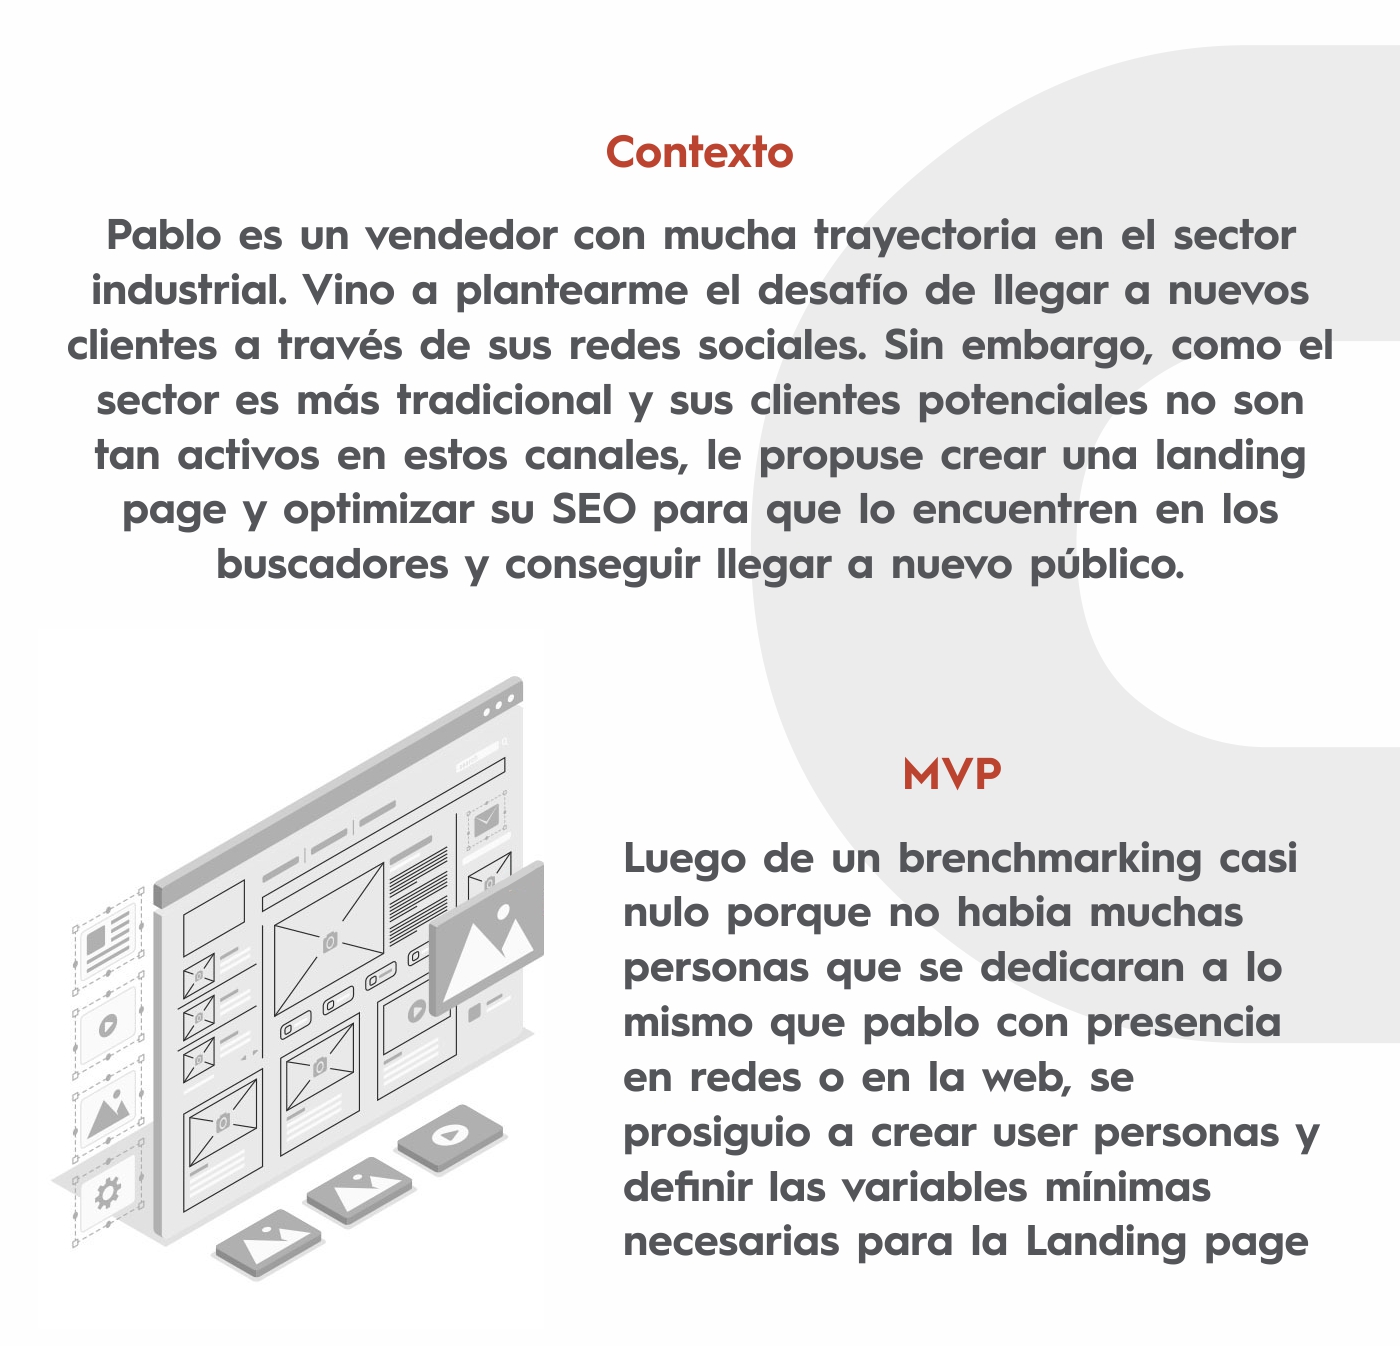 Contexto
Pablo es un vendedor con mucha trayectoria en el sector
industrial. Vino a plantearme el desafío de llegar a nuevos
clientes a través de sus redes sociales. Sin embargo, como el
sector es más tradicional y sus clientes potenciales no son
tan activos en estos canales, le propuse crear una landing
page y optimizar su SEO para que lo encuentren en los
buscadores y conseguir llegar a nuevo público.
MVP
Luego de un brenchmarking casi
nulo porque no habia muchas
personas que se dedicaran a lo
mismo que pablo con presencia
en redes o en la web, se
prosiguio a crear user personas y
definir las variables mínimas
necesarias para la Landing page